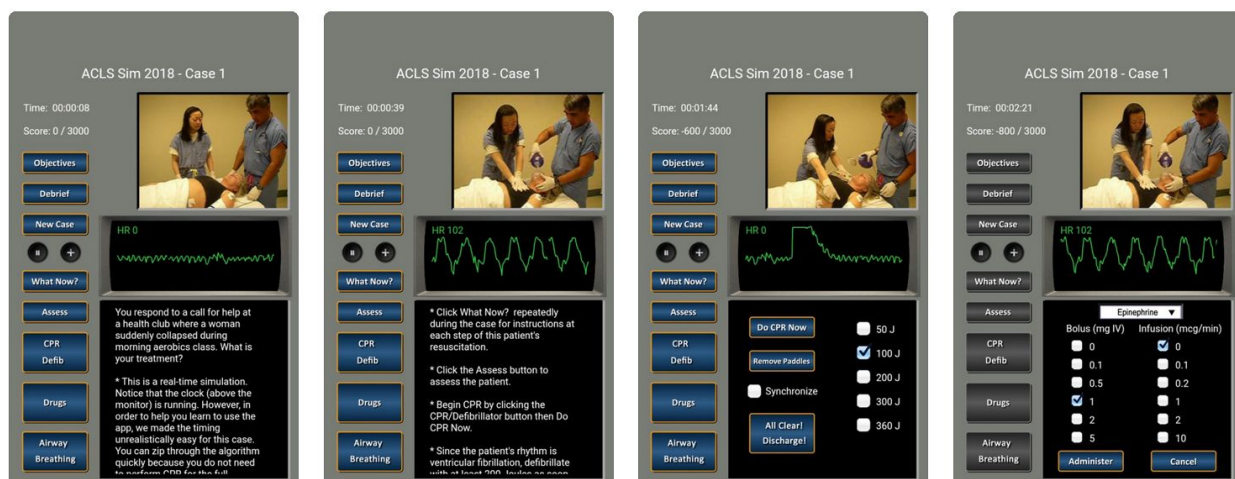 ACLS Sim 2018 - Case 1
Time: 00:00:08
Score: 0 / 3000
Objectives
Debrief
New Case
HR 0
What Now?
Assess
CPR
Defib
Drugs
Airway
Breathing
You respond to a call for help at
a health club where a woman
suddenly collapsed during
morning aerobics class. What is
your treatment?
* This is a real-time simulation.
Notice that the clock (above the
monitor) is running. However, in
order to help you learn to use the
app, we made the timing
unrealistically easy for this case.
You can zip through the algorithm
quickly because you do not need
to perform CPR for the full
ACLS Sim 2018 - Case 1
Time: 00:00:39
Score: 0 / 3000
Objectives
Debrief
New Case
HR 102
What Now?
Assess
CPR
Defib
Drugs
Airway
Breathing
* Click What Now? repeatedly
during the case for instructions at
each step of this patient's
resuscitation.
* Click the Assess button to
assess the patient.
* Begin CPR by clicking the
CPR/Defibrillator button then Do
CPR Now.
* Since the patient's rhythm is
ventricular fibrillation, defibrillate
with at least 200 Joules as soon
ACLS Sim 2018 - Case 1
Time: 00:01:44
Score: -600 / 3000
Objectives
Debrief
New Case
HR 0
What Now?
Assess
CPR
Defib
Drugs
Airway
Breathing
Do CPR Now
Remove Paddles
Synchronize
All Clear!
Discharge!
50 J
100 J
200 J
300 J
360 J
ACLS Sim 2018 - Case 1
Time: 00:02:21
Score: -800 / 3000
Objectives
Debrief
New Case
HR 102
What Now?
Assess
CPR
Defib
Drugs
Airway
Breathing
Epinephrine
Bolus (mg IV) Infusion (mcg/min)
0 0
0.1 0.1
0.5 0.2
1 1
2 2
5 10
Administer Cancel